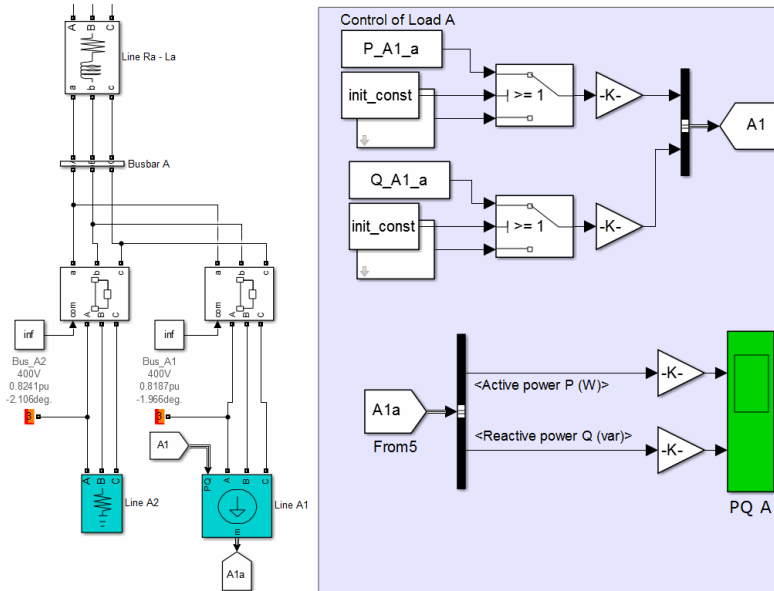 A B C
Line Ra - La
a b c
Busbar A
a b c
a b c
com A B C
com A B C
inf
inf
Bus_A2
400V
0.8241pu
-2.106deg.
Bus_A1
400V
0.8187pu
-1.966deg.
A1
A B C
Line A2
PQ A B C
Line A1
m
A1a
Control of Load A
P_A1_a
init_const
>= 1
-K-
A1
Q_A1_a
init_const
>= 1
-K-
A1a
From5
<Active power P (W)>
-K-
<Reactive power Q (var)>
-K-
PQ A